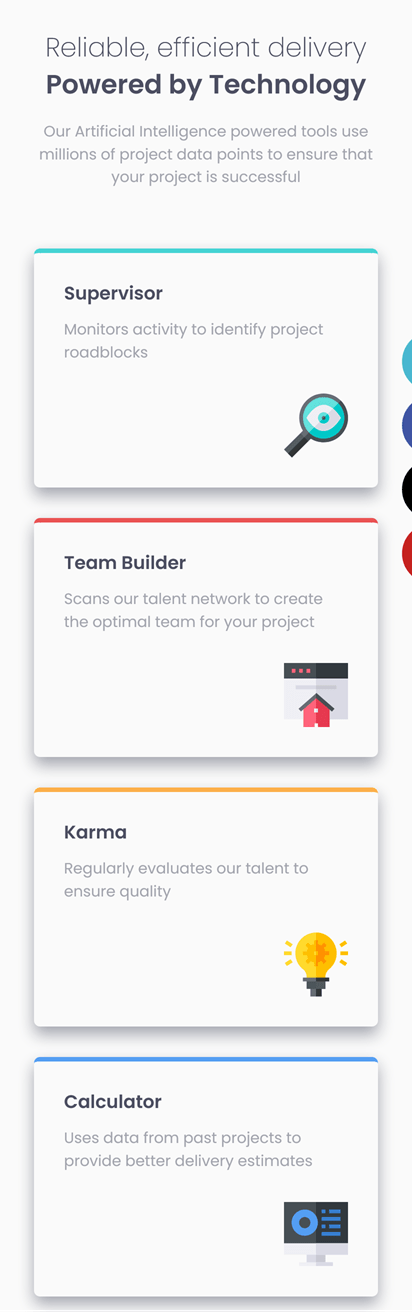 Reliable, efficient delivery
Powered by Technology
Our Artificial Intelligence powered tools use
millions of project data points to ensure that
your project is successful
Supervisor
Monitors activity to identify project
roadblocks
Team Builder
Scans our talent network to create
the optimal team for your project
Karma
Regularly evaluates our talent to
ensure quality
Calculator
Uses data from past projects to
provide better delivery estimates